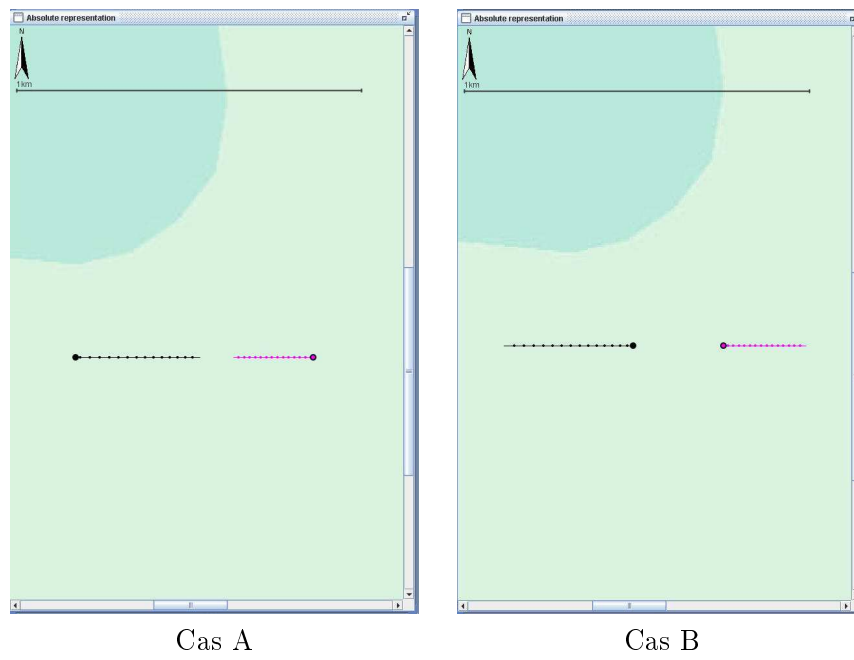 Absolute representation
N
1km
Cas A
Absolute representation
N
1km
Cas B